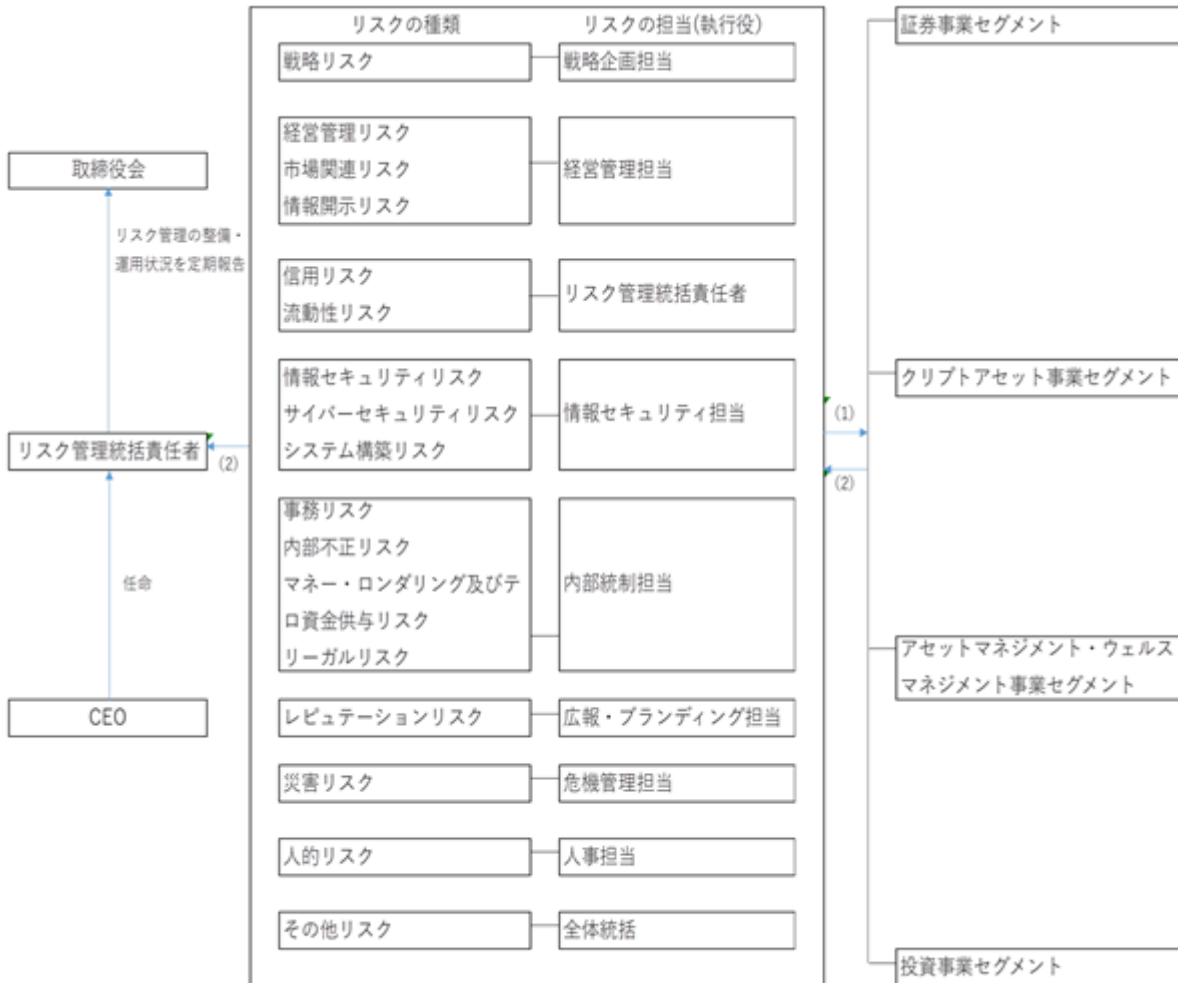 リスクの種類
リスクの担当(執行役)
戦略リスク
戦略企画担当
経営管理リスク
市場関連リスク
情報開示リスク
経営管理担当
信用リスク
流動性リスク
リスク管理統括責任者
情報セキュリティリスク
サイバーセキュリティリスク
システム構築リスク
情報セキュリティ担当
事務リスク
内部不正リスク
マネー・ロンダリング及びテ
ロ資金供与リスク
リーガルリスク
内部統制担当
レピュテーションリスク
広報・ブランディング担当
災害リスク
危機管理担当
人的リスク
人事担当
その他リスク
全体統括
取締役会
リスク管理の整備・
運用状況を定期報告
リスク管理統括責任者
(2)
任命
CEO
(1)
(2)
証券事業セグメント
クリプトアセット事業セグメント
アセットマネジメント・ウェルス
マネジメント事業セグメント
投資事業セグメント